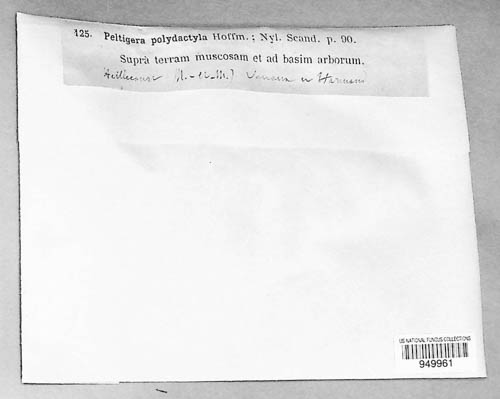 125. Peltigera polydactyla Hoffm.; Nyl. Scand. p. 90.
Suprà terram muscosam et ad basim arborum.
US NATIONAL FUNGUS COLLECTIONS
949961